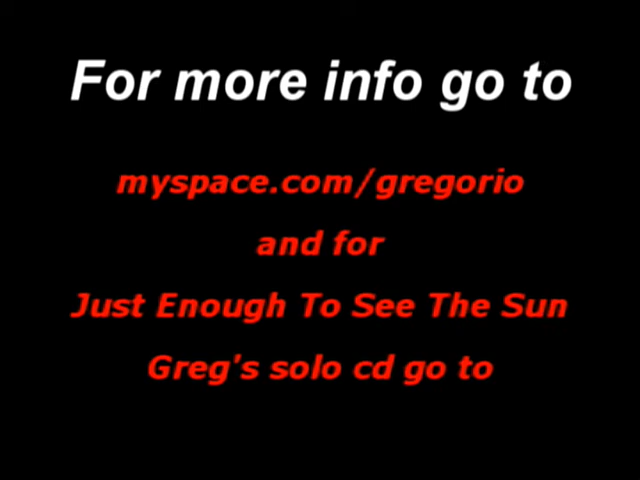 For more info go to
myspace.com/gregorio
and for
Just Enough To See The Sun
Greg's solo cd go to